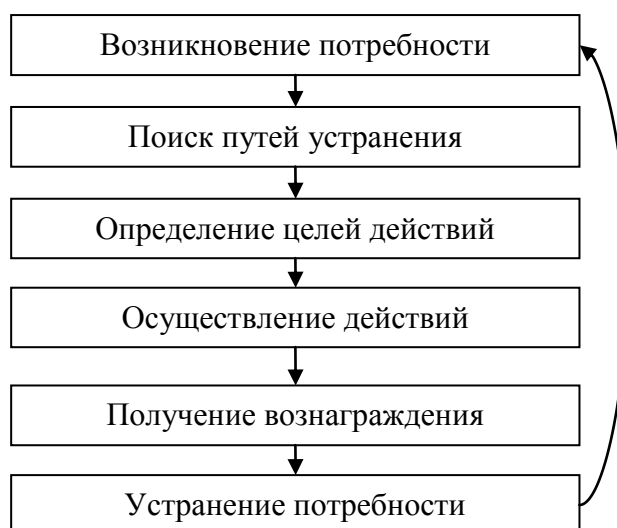 Возникновение потребности
Поиск путей устранения
Определение целей действий
Осуществление действий
Получение вознаграждения
Устранение потребности